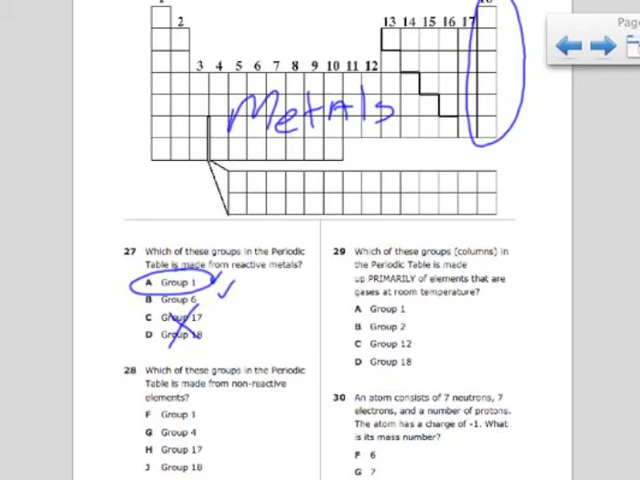 18
Page
2
13 14 15 16 17
3 4 5 6 7 8 9 10 11 12
Metals
27 Which of these groups in the Periodic
Table is made from reactive metals?
A Group 1
B Group 6
C Group 17
D Group 18
28 Which of these groups in the Periodic
Table is made from non-reactive
elements?
F Group 1
G Group 4
H Group 17
J Group 18
29 Which of these groups (columns) in
the Periodic Table is made
up PRIMARILY of elements that are
gases at room temperature?
A Group 1
B Group 2
C Group 12
D Group 18
30 An atom consists of 7 neutrons, 7
electrons, and a number of protons.
The atom has a charge of -1. What
is its mass number?
F 6
G 7